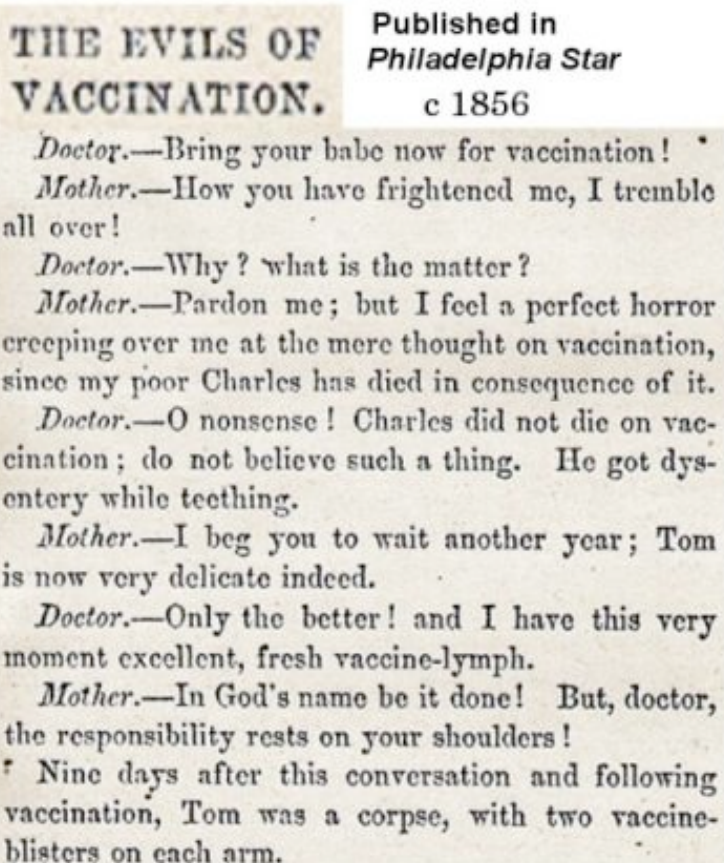 THE EVILS OF
VACCINATION.
Published in
Philadelphia Star
c 1856
Doctor.—Bring your babe now for vaccination!
Mother.—How you have frightened me, I tremble
all over!
Doctor.—Why? what is the matter?
Mother.—Pardon me; but I feel a perfect horror
creeping over me at the mere thought on vaccination,
since my poor Charles has died in consequence of it.
Doctor.—O nonsense! Charles did not die on vac-
cination; do not believe such a thing. He got dys-
entery while teething.
Mother.—I beg you to wait another year; Tom
is now very delicate indeed.
Doctor.—Only the better! and I have this very
moment excellent, fresh vaccine-lymph.
Mother.—In God's name be it done! But, doctor,
the responsibility rests on your shoulders!
Nine days after this conversation and following
vaccination, Tom was a corpse, with two vaccine-
blisters on each arm.